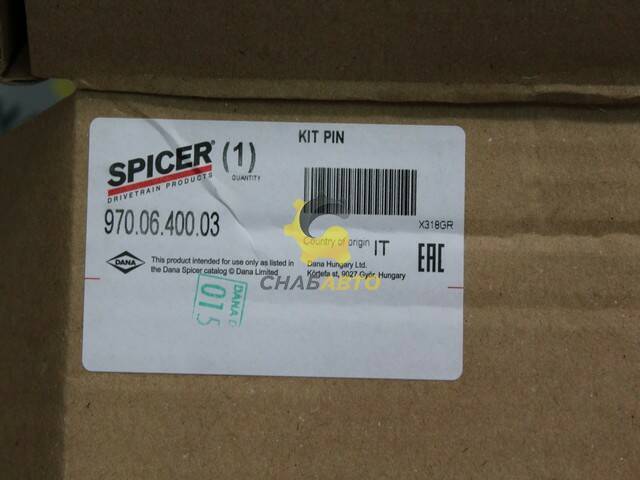 KIT PIN
SPICER® (1)
DRIVETRAIN PRODUCTS
QUANTITY
970.06.400.03
X318GR
Country of origin IT
EAC
DANA
This product intended for use only as listed in
the Dana Spicer catalog © Dana Limited
Dana Hungary Ltd.
Körtefa st, 9027 Győr, Hungary
СНАБАВТО
DANA
015